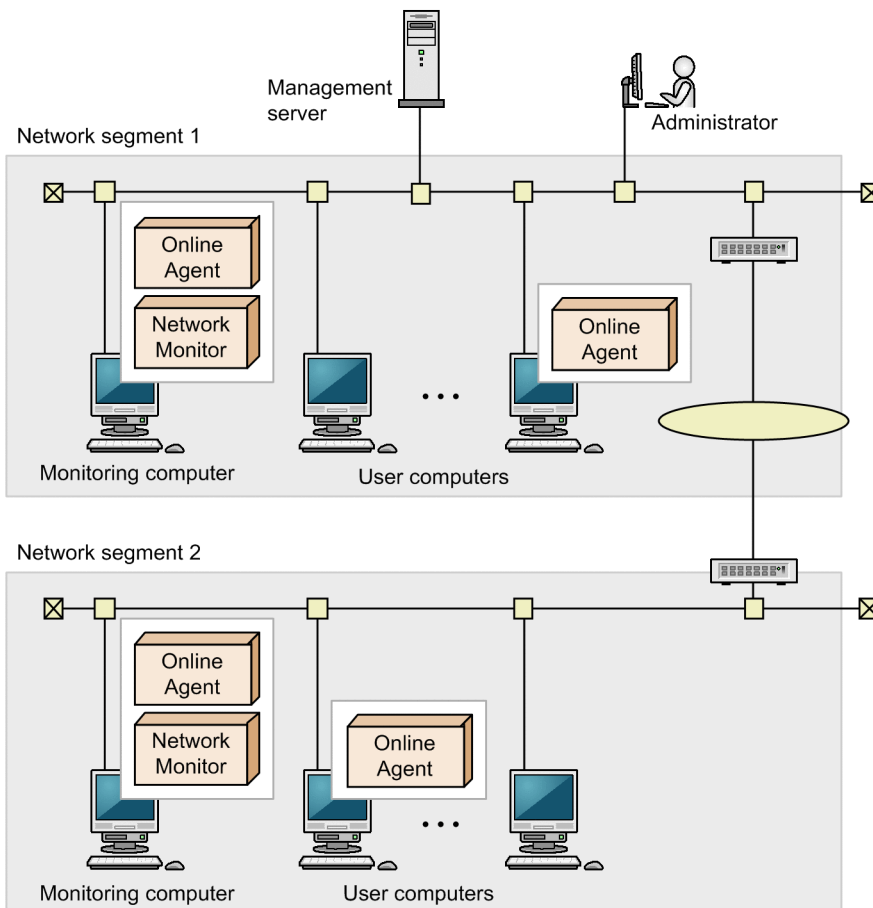 Management
server
Administrator
Network segment 1
Online
Agent
Network
Monitor
Online
Agent
...
Monitoring computer
User computers
Network segment 2
Online
Agent
Network
Monitor
Online
Agent
...
Monitoring computer
User computers